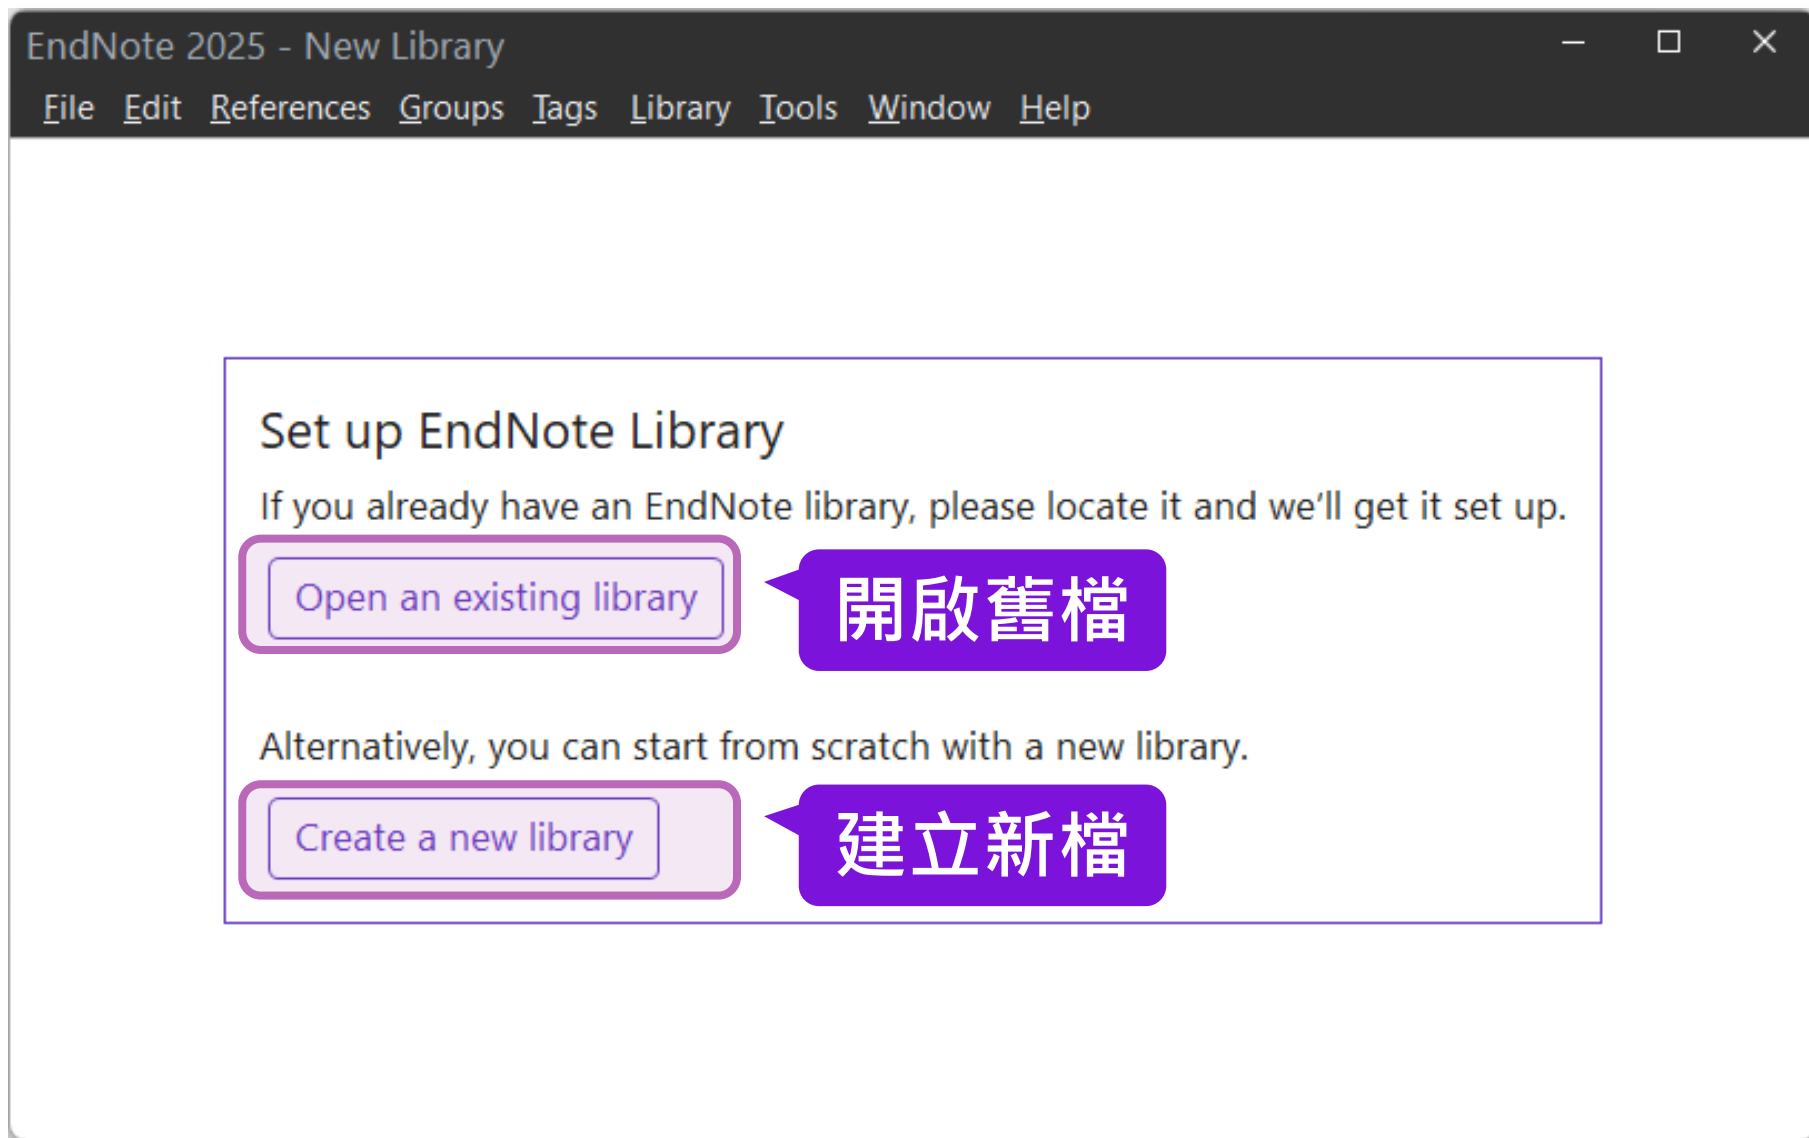 EndNote 2025 - New Library
File Edit References Groups Tags Library Tools Window Help
Set up EndNote Library
If you already have an EndNote library, please locate it and we'll get it set up.
Open an existing library
開啟舊檔
Alternatively, you can start from scratch with a new library.
Create a new library
建立新檔